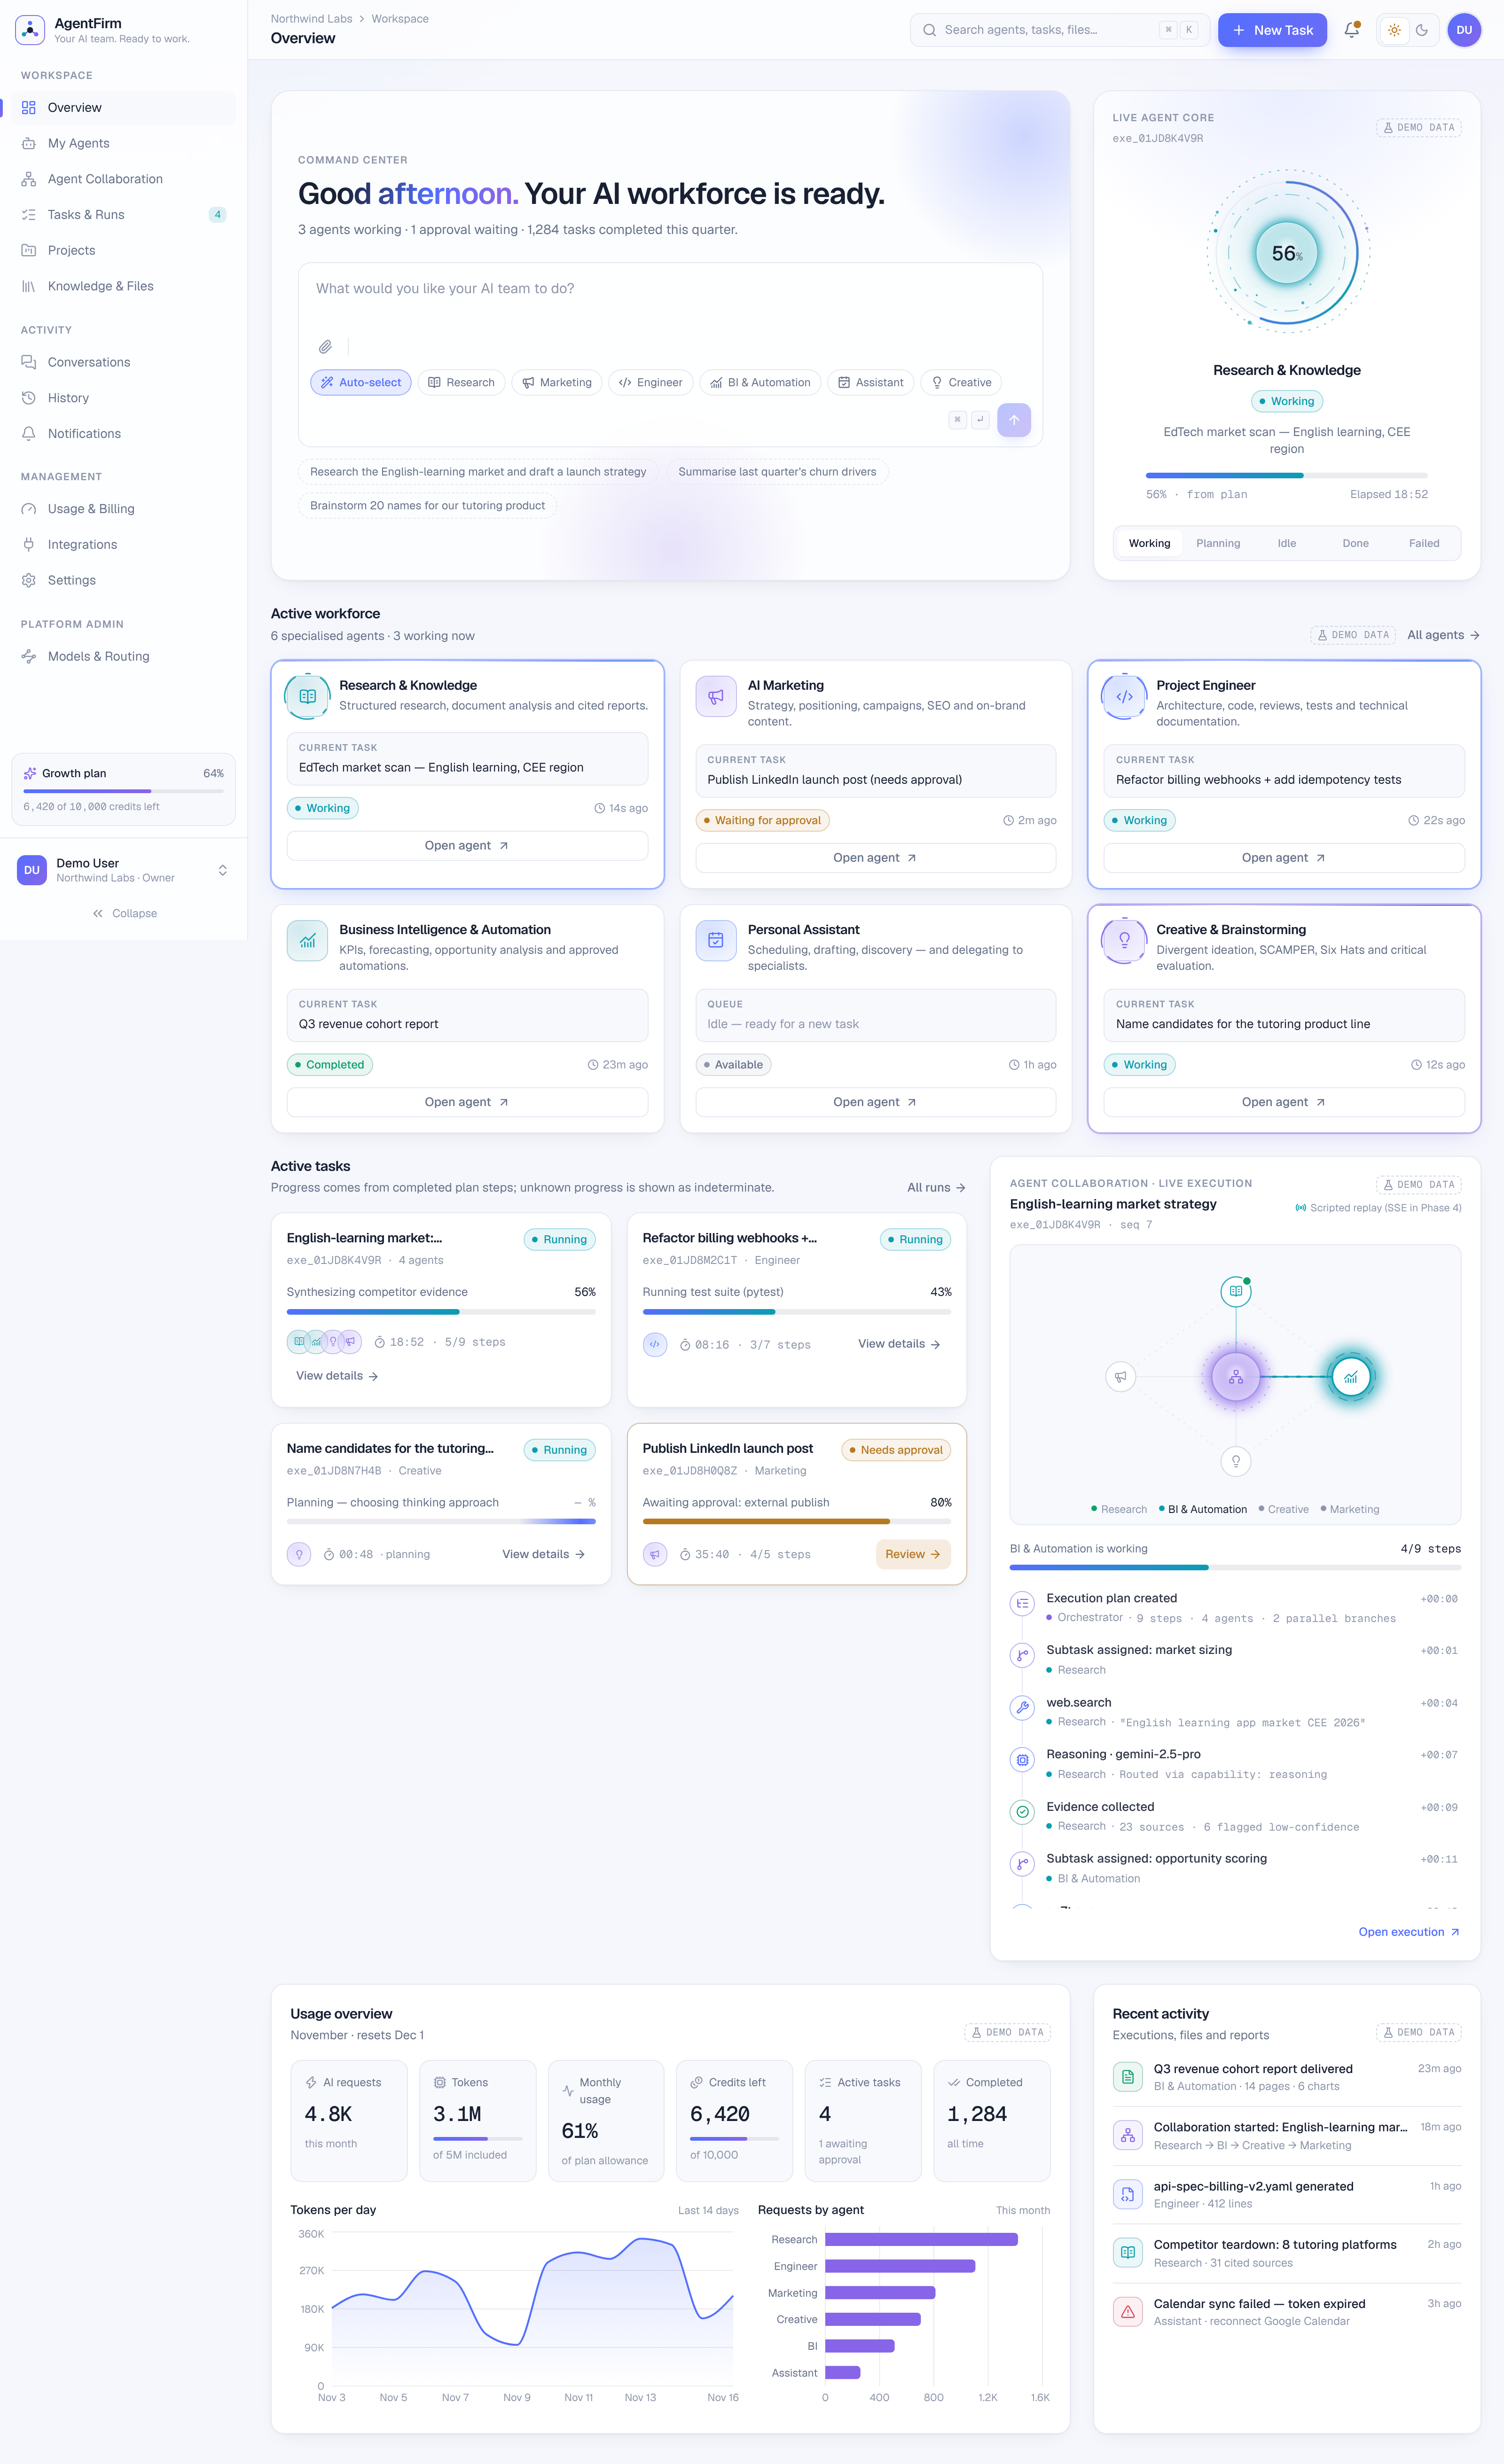 AgentFirm
Your AI team. Ready to work.
WORKSPACE
Overview
My Agents
Agent Collaboration
Tasks & Runs 4
Projects
Knowledge & Files
ACTIVITY
Conversations
History
Notifications
MANAGEMENT
Usage & Billing
Integrations
Settings
PLATFORM ADMIN
Models & Routing
Growth plan 64%
6,420 of 10,000 credits left
DU Demo User
Northwind Labs · Owner
Collapse
Northwind Labs > Workspace
Overview
Search agents, tasks, files... ⌘ K
New Task
DU
COMMAND CENTER
Good afternoon. Your AI workforce is ready.
3 agents working · 1 approval waiting · 1,284 tasks completed this quarter.
What would you like your AI team to do?
Auto-select Research Marketing Engineer BI & Automation Assistant Creative
⌘ ↵
Research the English-learning market and draft a launch strategy Summarise last quarter's churn drivers
Brainstorm 20 names for our tutoring product
LIVE AGENT CORE
exe_01JD8K4V9R
DEMO DATA
56%
Research & Knowledge
Working
EdTech market scan — English learning, CEE
region
56% · from plan Elapsed 18:52
Working Planning Idle Done Failed
Active workforce
6 specialised agents · 3 working now
DEMO DATA All agents →
Research & Knowledge
Structured research, document analysis and cited reports.
CURRENT TASK
EdTech market scan — English learning, CEE region
Working 14s ago
Open agent
AI Marketing
Strategy, positioning, campaigns, SEO and on-brand
content.
CURRENT TASK
Publish LinkedIn launch post (needs approval)
Waiting for approval 2m ago
Open agent
Project Engineer
Architecture, code, reviews, tests and technical
documentation.
CURRENT TASK
Refactor billing webhooks + add idempotency tests
Working 22s ago
Open agent
Business Intelligence & Automation
KPIs, forecasting, opportunity analysis and approved
automations.
CURRENT TASK
Q3 revenue cohort report
Completed 23m ago
Open agent
Personal Assistant
Scheduling, drafting, discovery — and delegating to
specialists.
QUEUE
Idle — ready for a new task
Available 1h ago
Open agent
Creative & Brainstorming
Divergent ideation, SCAMPER, Six Hats and critical
evaluation.
CURRENT TASK
Name candidates for the tutoring product line
Working 12s ago
Open agent
Active tasks
Progress comes from completed plan steps; unknown progress is shown as indeterminate.
All runs →
English-learning market:... Running
exe_01JD8K4V9R · 4 agents
Synthesizing competitor evidence 56%
18:52 · 5/9 steps
View details →
Refactor billing webhooks +... Running
exe_01JD8M2C1T · Engineer
Running test suite (pytest) 43%
08:16 · 3/7 steps View details →
Name candidates for the tutoring... Running
exe_01JD8N7H4B · Creative
Planning — choosing thinking approach — %
00:48 · planning View details →
Publish LinkedIn launch post Needs approval
exe_01JD8H0Q8Z · Marketing
Awaiting approval: external publish 80%
35:40 · 4/5 steps Review →
AGENT COLLABORATION · LIVE EXECUTION
DEMO DATA
English-learning market strategy
Scripted replay (SSE in Phase 4)
exe_01JD8K4V9R · seq 7
Research BI & Automation Creative Marketing
BI & Automation is working 4/9 steps
Execution plan created +00:00
Orchestrator · 9 steps · 4 agents · 2 parallel branches
Subtask assigned: market sizing +00:01
Research
web.search +00:04
Research · "English learning app market CEE 2026"
Reasoning · gemini-2.5-pro +00:07
Research · Routed via capability: reasoning
Evidence collected +00:09
Research · 23 sources · 6 flagged low-confidence
Subtask assigned: opportunity scoring +00:11
BI & Automation
Open execution
Usage overview
November · resets Dec 1
DEMO DATA
AI requests
4.8K
this month
Tokens
3.1M
of 5M included
Monthly
usage
61%
of plan allowance
Credits left
6,420
of 10,000
Active tasks
4
1 awaiting
approval
Completed
1,284
all time
Tokens per day Last 14 days
360K
270K
180K
90K
0
Nov 3 Nov 5 Nov 7 Nov 9 Nov 11 Nov 13 Nov 16
Requests by agent This month
Research
Engineer
Marketing
Creative
BI
Assistant
0 400 800 1.2K 1.6K
Recent activity
Executions, files and reports
DEMO DATA
Q3 revenue cohort report delivered 23m ago
BI & Automation · 14 pages · 6 charts
Collaboration started: English-learning mar... 18m ago
Research → BI → Creative → Marketing
api-spec-billing-v2.yaml generated 1h ago
Engineer · 412 lines
Competitor teardown: 8 tutoring platforms 2h ago
Research · 31 cited sources
Calendar sync failed — token expired 3h ago
Assistant · reconnect Google Calendar